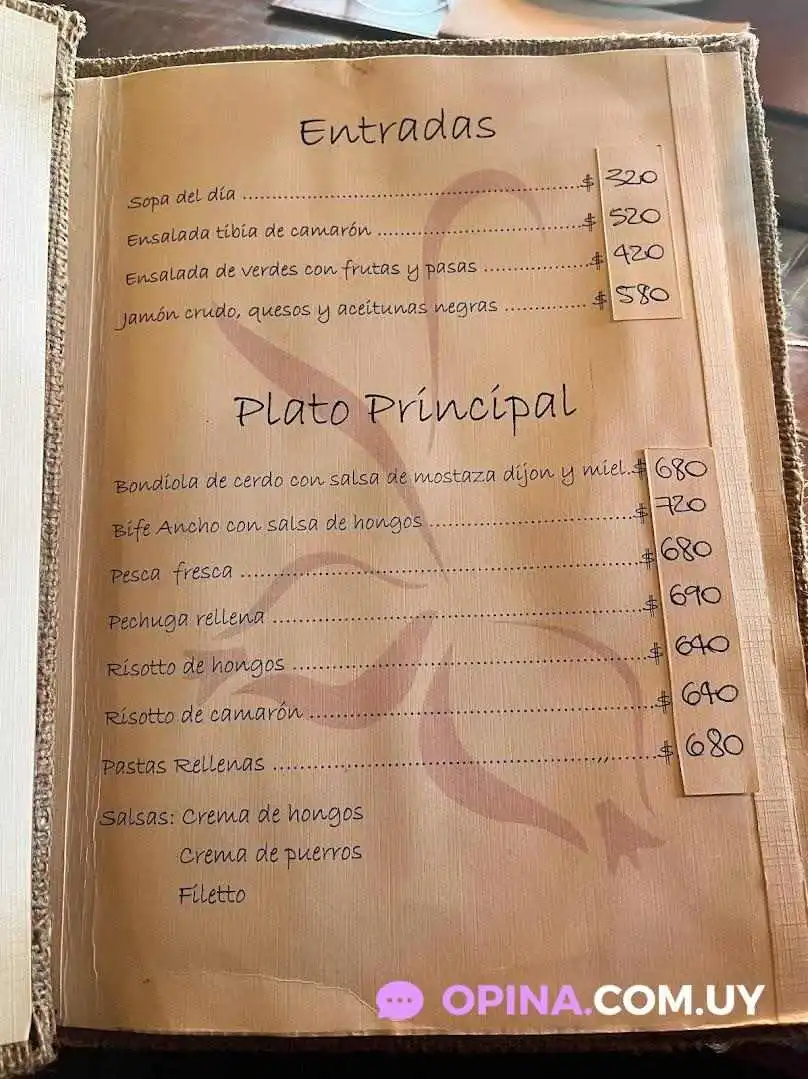 Entradas
Sopa del día ........ $ 320
Ensalada tibia de camarón ........ $ 520
Ensalada de verdes con frutas y pasas ........ $ 420
Jamón crudo, quesos y aceitunas negras ........ $ 580
Plato Principal
Bondiola de cerdo con salsa de mostaza dijon y miel..$ 680
Bife Ancho con salsa de hongos ........ $ 720
Pesca fresca ........ $ 680
Pechuga rellena ........ $ 690
Risotto de hongos ........ $ 640
Risotto de camarón ........ $ 640
Pastas Rellenas ........ $ 680
Salsas: Crema de hongos
Crema de puerros
Filetto
OPINA.COM.UY